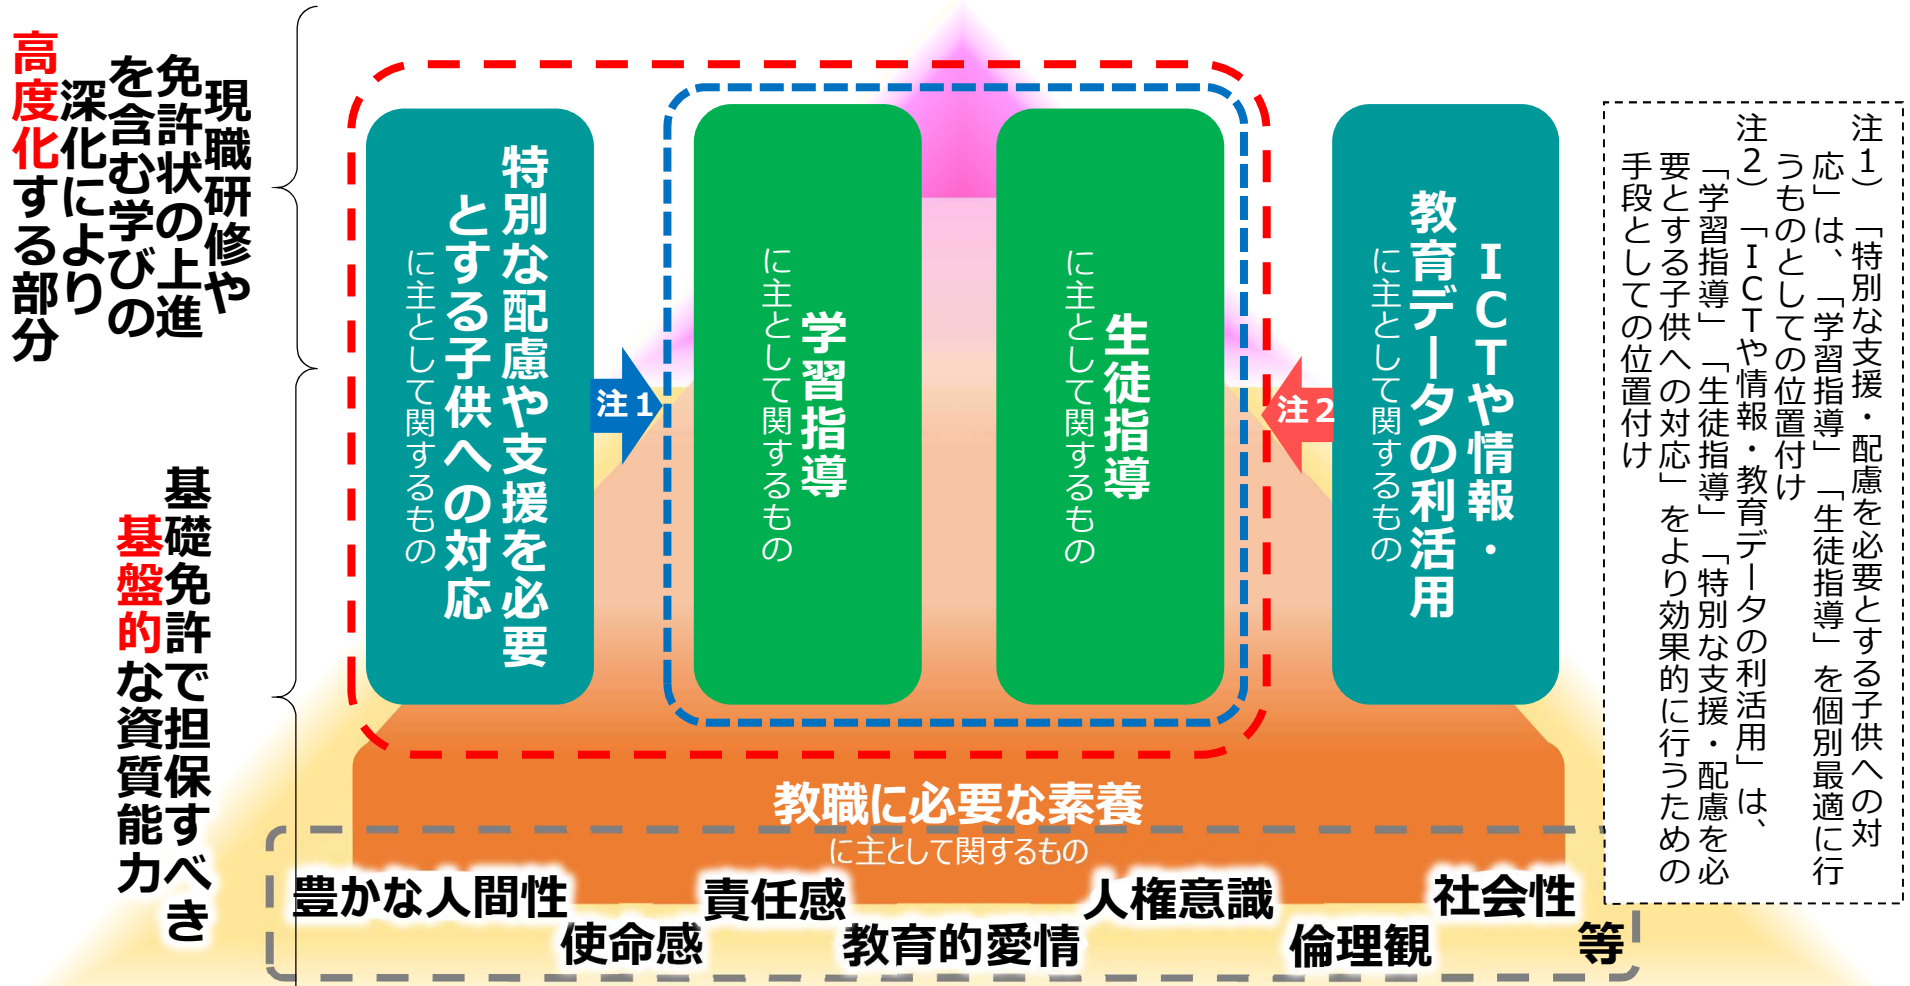 現職研修や
免許状の上進
を含む学びの
深化により
高度化する部分
基礎免許で担保すべき
基盤的な資質能力
特別な配慮や支援を必要
とする子供への対応
に主として関するもの
注１
学習指導
に主として関するもの
生徒指導
に主として関するもの
注２
ＩＣＴや情報・
教育データの利活用
に主として関するもの
教職に必要な素養
に主として関するもの
豊かな人間性
使命感
責任感
教育的愛情
人権意識
倫理観
社会性
等
注１）「特別な支援・配慮を必要とする子供への対
応」は、「学習指導」「生徒指導」を個別最適に行
うものとしての位置付け
注２）「ＩＣＴや情報・教育データの利活用」は、
「学習指導」「生徒指導」「特別な支援・配慮を必
要とする子供への対応」をより効果的に行うための
手段としての位置付け